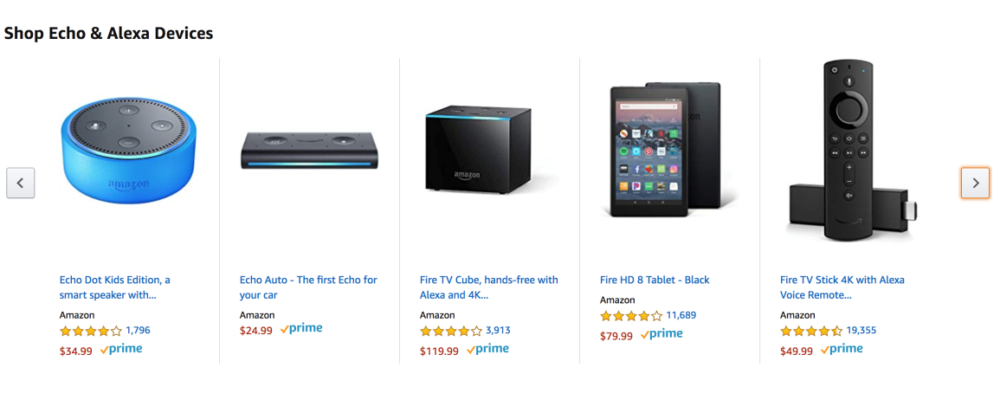 Shop Echo & Alexa Devices
amazon
amazon
Echo Dot Kids Edition, a
smart speaker with...
Amazon
1,796
$34.99 prime
Echo Auto - The first Echo for
your car
Amazon
$24.99 prime
Fire TV Cube, hands-free with
Alexa and 4K...
Amazon
3,913
$119.99 prime
Fire HD 8 Tablet - Black
Amazon
11,689
$79.99 prime
Fire TV Stick 4K with Alexa
Voice Remote...
Amazon
19,355
$49.99 prime